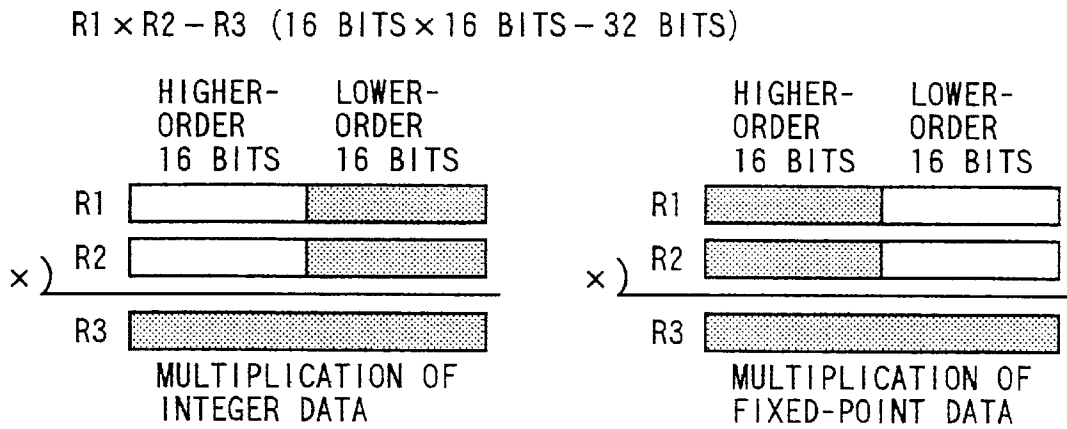 R1×R2−R3 (16 BITS×16 BITS−32 BITS)
HIGHER-
ORDER
16 BITS
LOWER-
ORDER
16 BITS
R1
R2
×)
R3
MULTIPLICATION OF
INTEGER DATA
HIGHER-
ORDER
16 BITS
LOWER-
ORDER
16 BITS
R1
R2
×)
R3
MULTIPLICATION OF
FIXED-POINT DATA